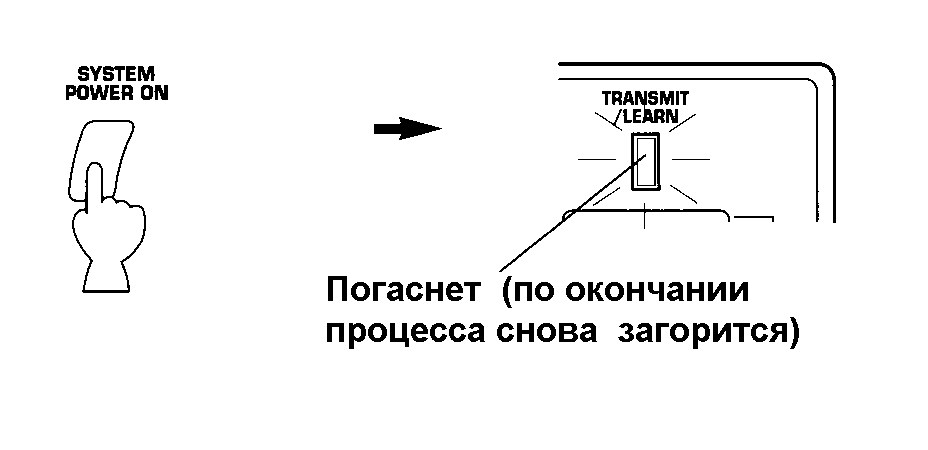 SYSTEM
POWER ON
TRANSMIT
/LEARN
Погаснет (по окончании
процесса снова загорится)